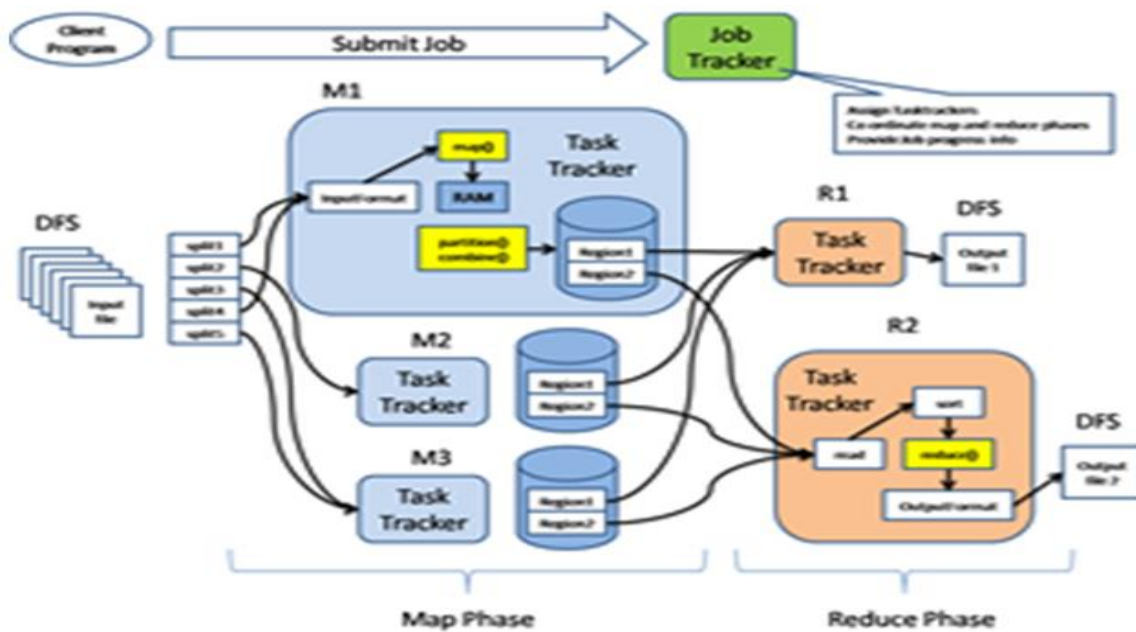 Client
Program
Submit Job
Job
Tracker
Assign Tasktrackers
Co ordinate map and reduce phases
Provide Job progress info
M1
Task
Tracker
map()
InputFormat
RAM
partition()
combine()
Region1
Region2
DFS
Input
file
split1
split2
split3
split4
split5
M2
Task
Tracker
Region1
Region2
M3
Task
Tracker
Region1
Region2
R1
Task
Tracker
DFS
Output
file 1
R2
Task
Tracker
sort
read
reduce()
OutputFormat
DFS
Output
file 2
Map Phase
Reduce Phase